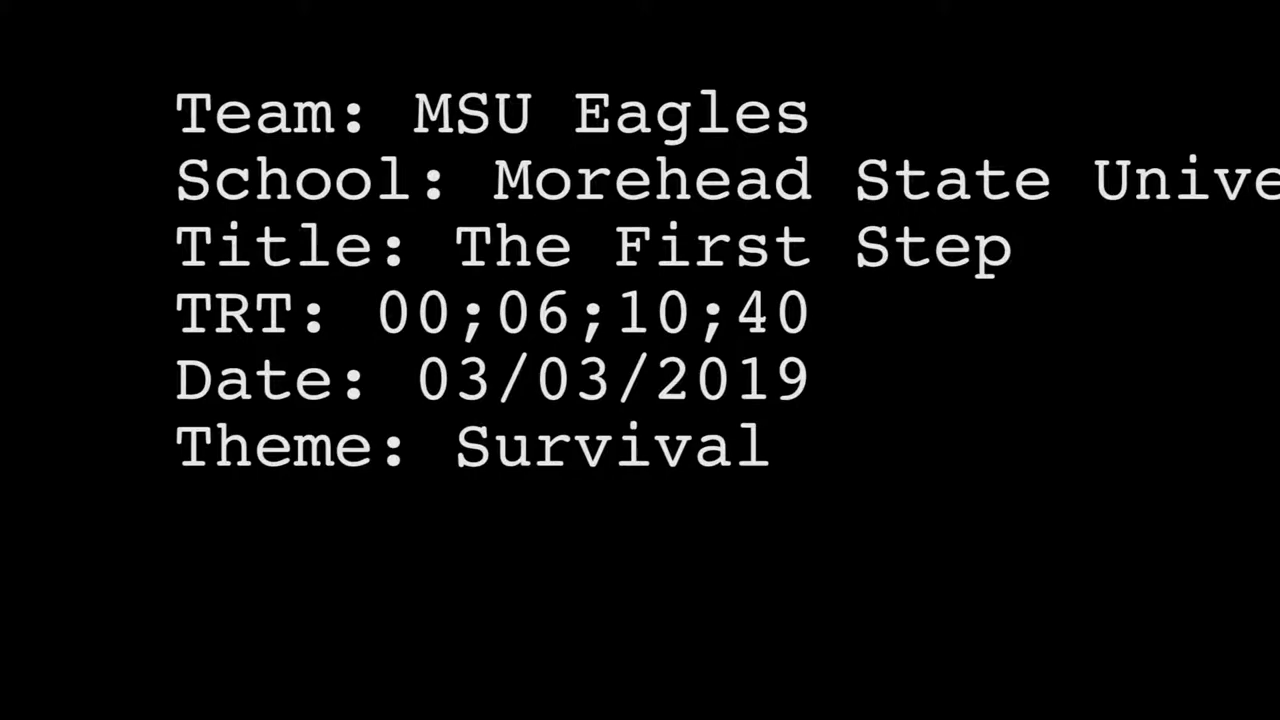 Team: MSU Eagles
School: Morehead State Unive
Title: The First Step
TRT: 00;06;10;40
Date: 03/03/2019
Theme: Survival